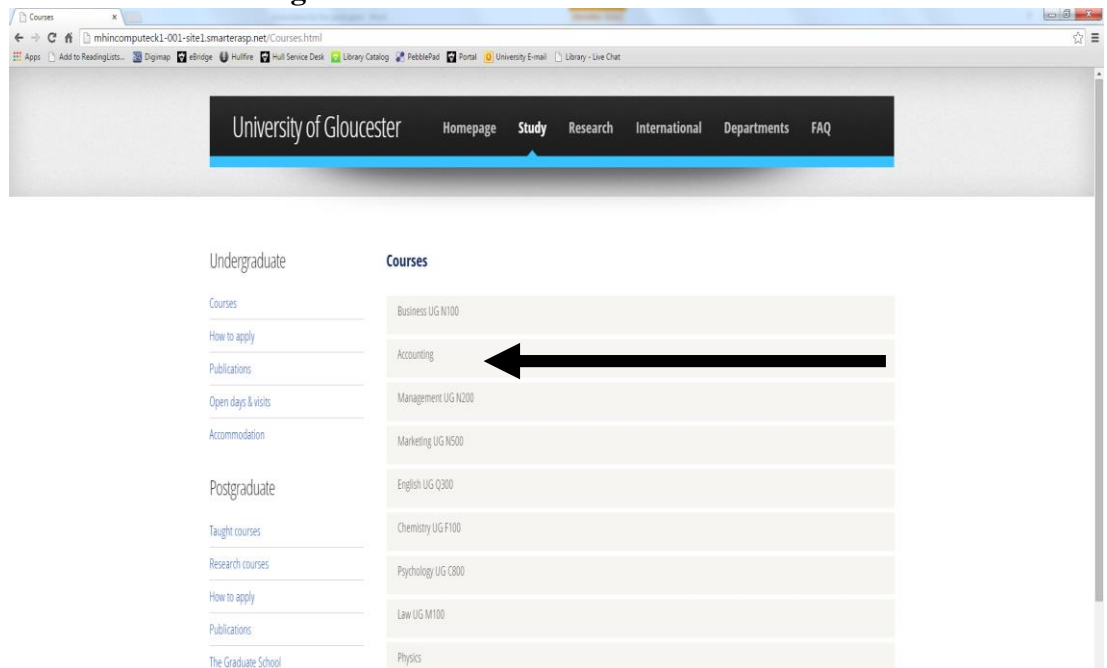 Courses
mhincomputeck1-001-site1.smarterasp.net/Courses.html
Apps Add to ReadingLists... Digimap eBridge Hullfire Hull Service Desk Library Catalog PebblePad Portal University E-mail Library - Live Chat
University of Gloucester Homepage Study Research International Departments FAQ
Undergraduate
Courses
How to apply
Publications
Open days & visits
Accommodation
Postgraduate
Taught courses
Research courses
How to apply
Publications
The Graduate School
Courses
Business UG N100
Accounting
Management UG N200
Marketing UG N500
English UG Q300
Chemistry UG F100
Psychology UG C800
Law UG M100
Physics